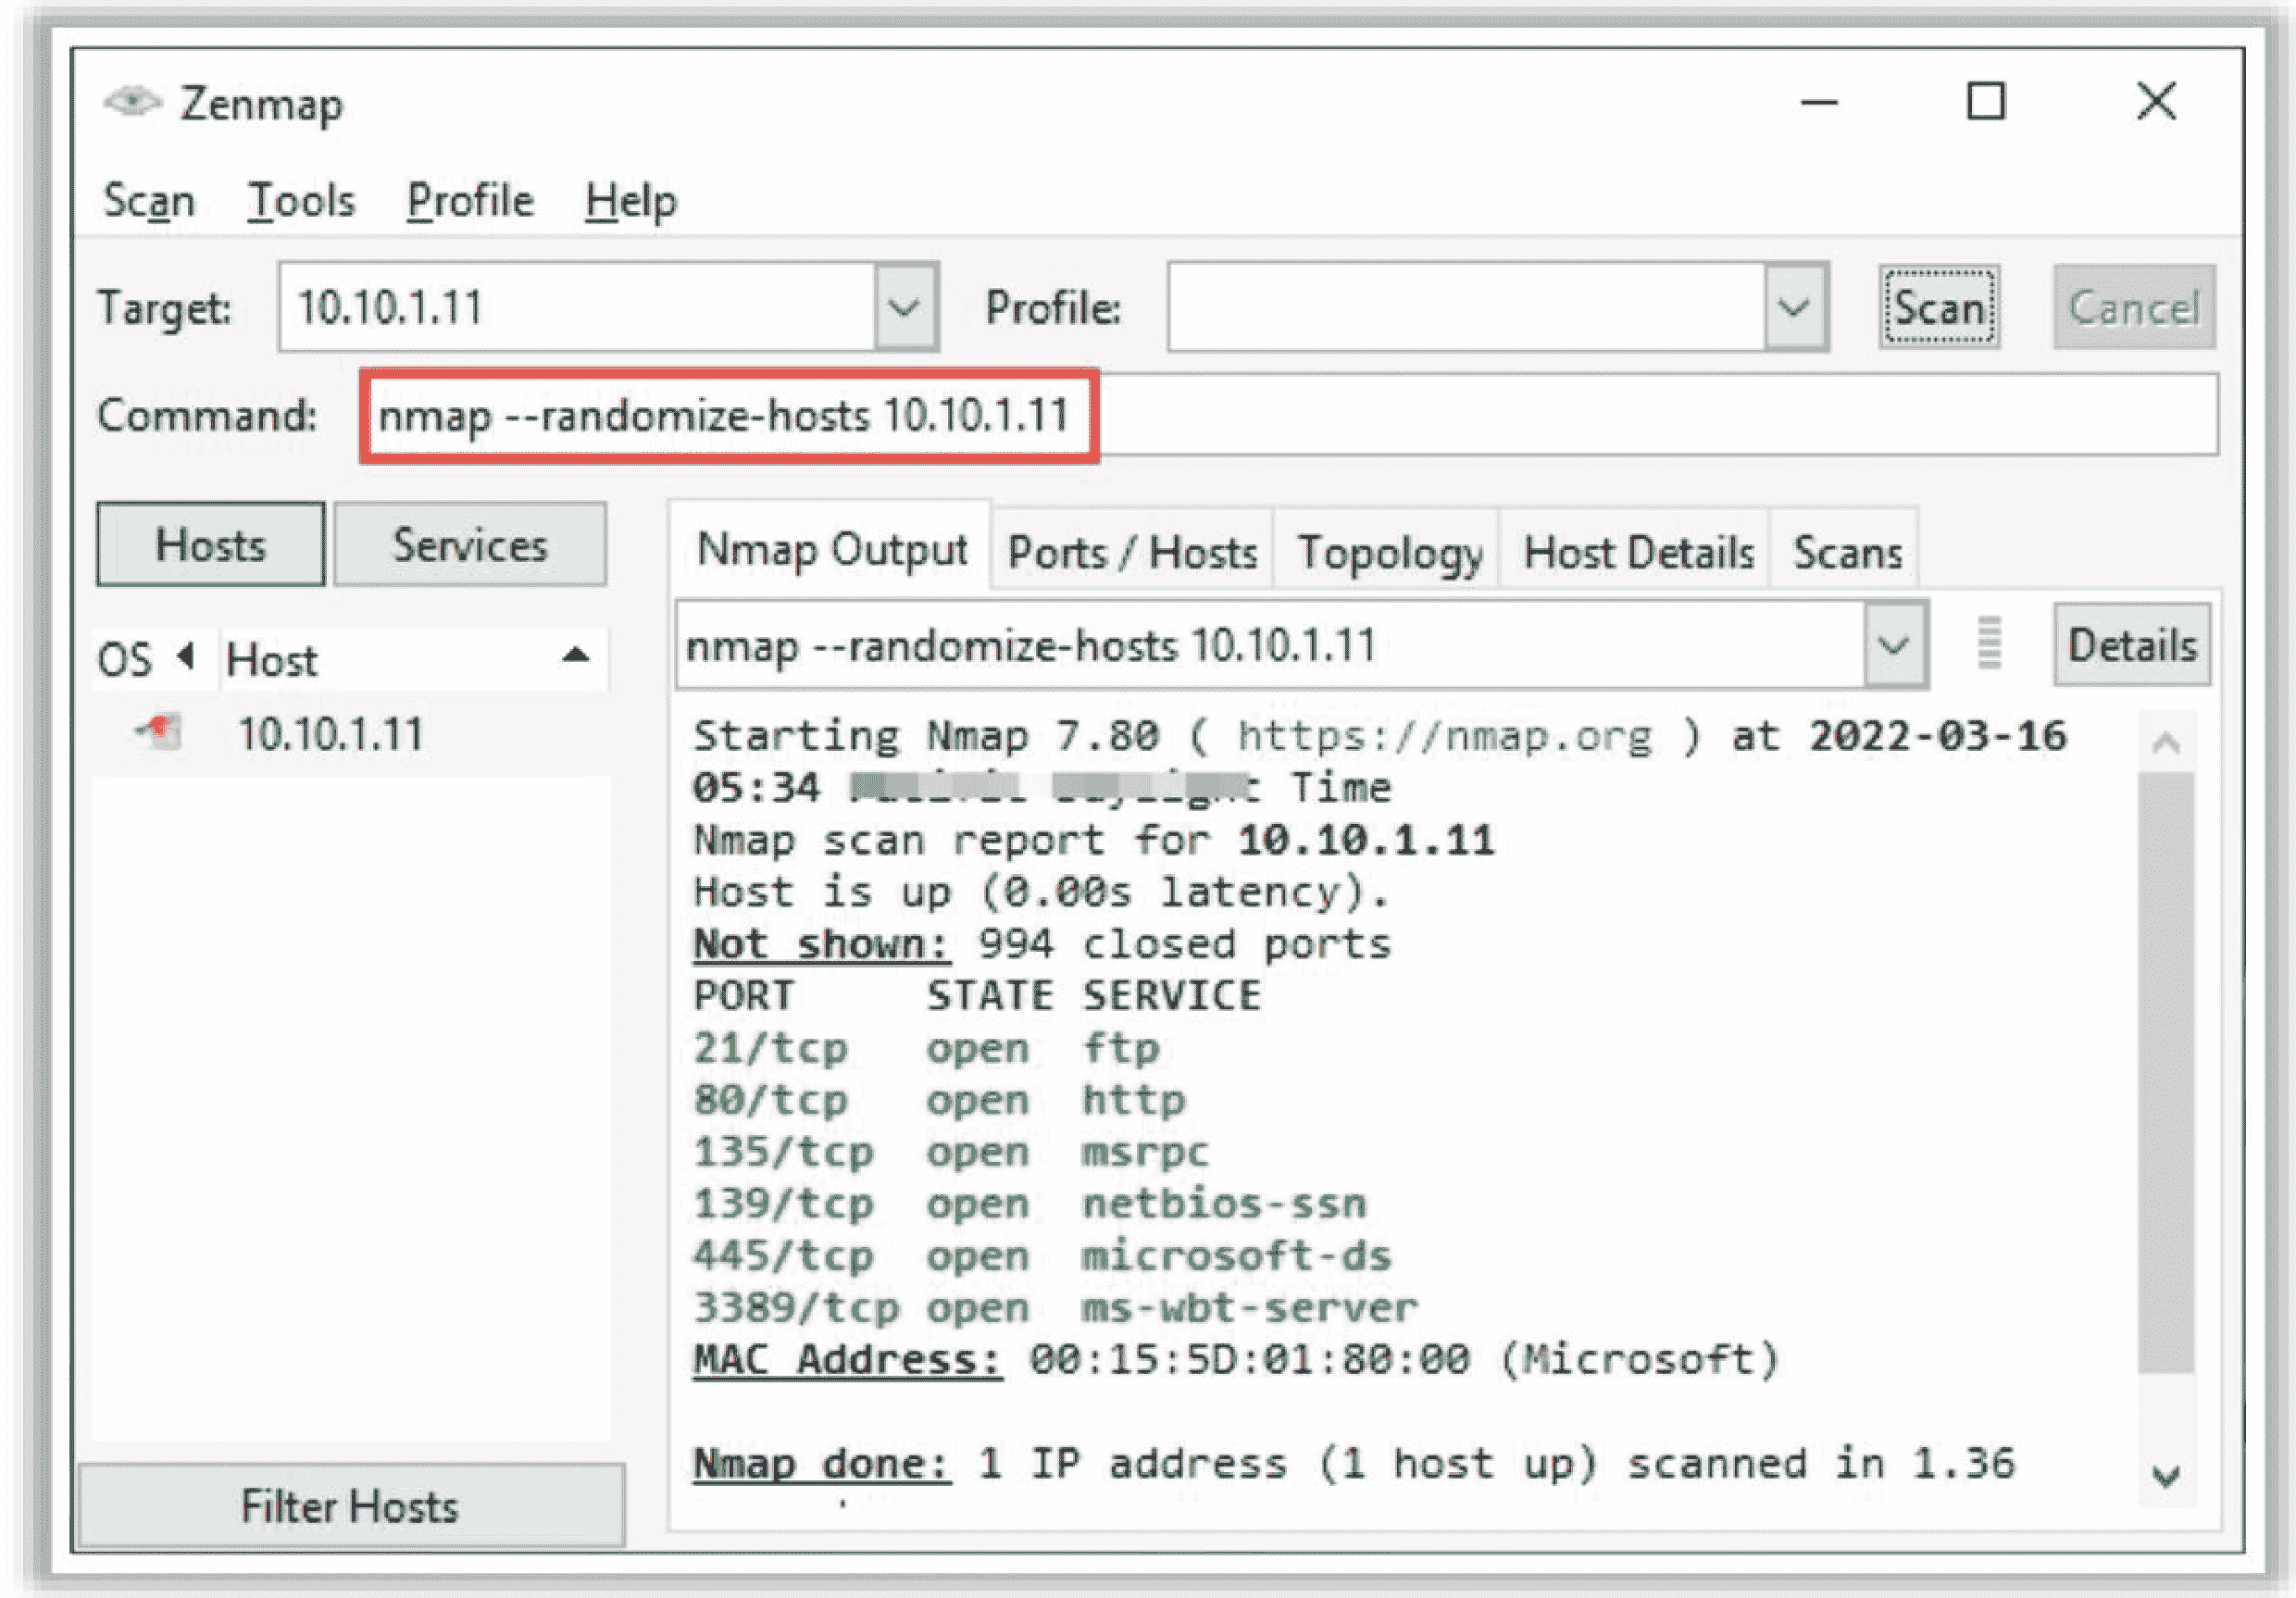 Zenmap
Scan Tools Profile Help
Target: 10.10.1.11 Profile: Scan Cancel
Command: nmap --randomize-hosts 10.10.1.11
Hosts Services
OS Host
10.10.1.11
Filter Hosts
Nmap Output Ports / Hosts Topology Host Details Scans
nmap --randomize-hosts 10.10.1.11 Details
Starting Nmap 7.80 ( https://nmap.org ) at 2022-03-16
05:34 Time
Nmap scan report for 10.10.1.11
Host is up (0.00s latency).
Not shown: 994 closed ports
PORT STATE SERVICE
21/tcp open ftp
80/tcp open http
135/tcp open msrpc
139/tcp open netbios-ssn
445/tcp open microsoft-ds
3389/tcp open ms-wbt-server
MAC Address: 00:15:5D:01:80:00 (Microsoft)
Nmap done: 1 IP address (1 host up) scanned in 1.36